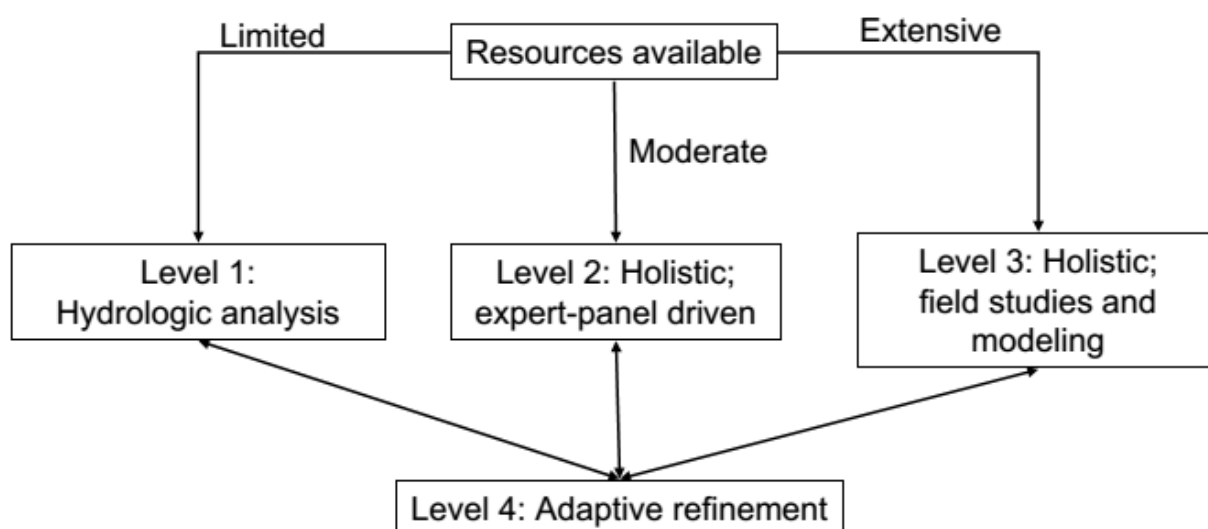 Limited
Resources available
Extensive
Moderate
Level 1:
Hydrologic analysis
Level 2: Holistic;
expert-panel driven
Level 3: Holistic;
field studies and
modeling
Level 4: Adaptive refinement